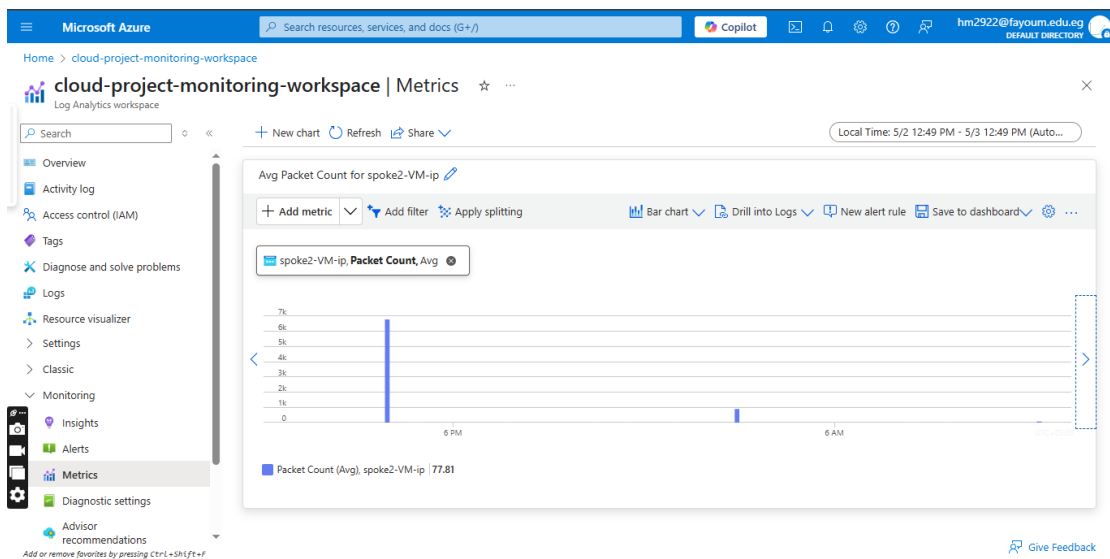 Microsoft Azure
Search resources, services, and docs (G+/)
Copilot
hm2922@fayoum.edu.eg
DEFAULT DIRECTORY
Home > cloud-project-monitoring-workspace
cloud-project-monitoring-workspace | Metrics
Log Analytics workspace
Search
Overview
Activity log
Access control (IAM)
Tags
Diagnose and solve problems
Logs
Resource visualizer
Settings
Classic
Monitoring
Insights
Alerts
Metrics
Diagnostic settings
Advisor
recommendations
Add or remove favorites by pressing Ctrl+Shift+F
New chart Refresh Share
Local Time: 5/2 12:49 PM - 5/3 12:49 PM (Auto...
Avg Packet Count for spoke2-VM-ip
Add metric Add filter Apply splitting Bar chart Drill into Logs New alert rule Save to dashboard
spoke2-VM-ip, Packet Count, Avg
7k
6k
5k
4k
3k
2k
1k
0
6 PM 6 AM
Packet Count (Avg), spoke2-VM-ip | 77.81
Give Feedback